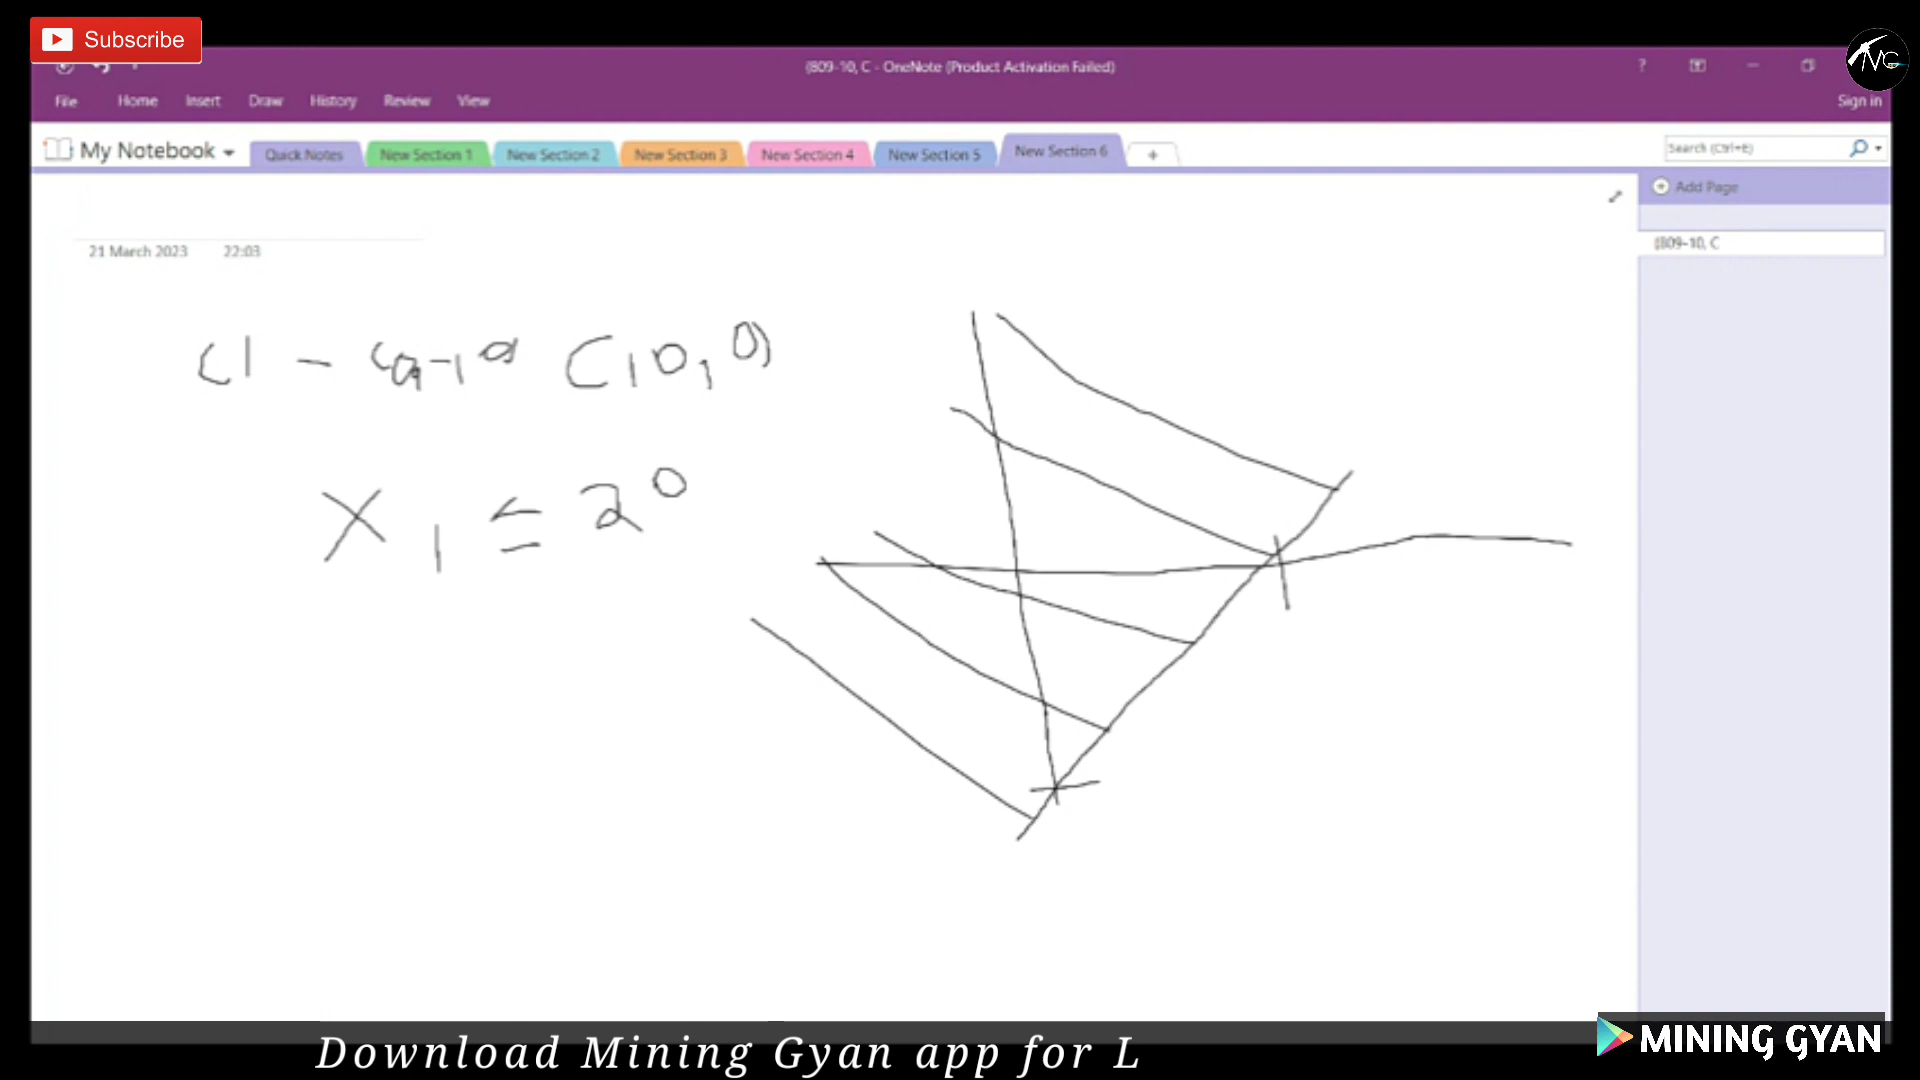 Subscribe
(809-10, C - OneNote (Product Activation Failed)
?
File Home Insert Draw History Review View
Sign in
My Notebook
Quick Notes New Section 1 New Section 2 New Section 3 New Section 4 New Section 5 New Section 6 +
Search (Ctrl+E)
Add Page
(809-10, C
21 March 2023 22:03
C(10, 0)
X1 ≤ 20
Download Mining Gyan app for L
MINING GYAN